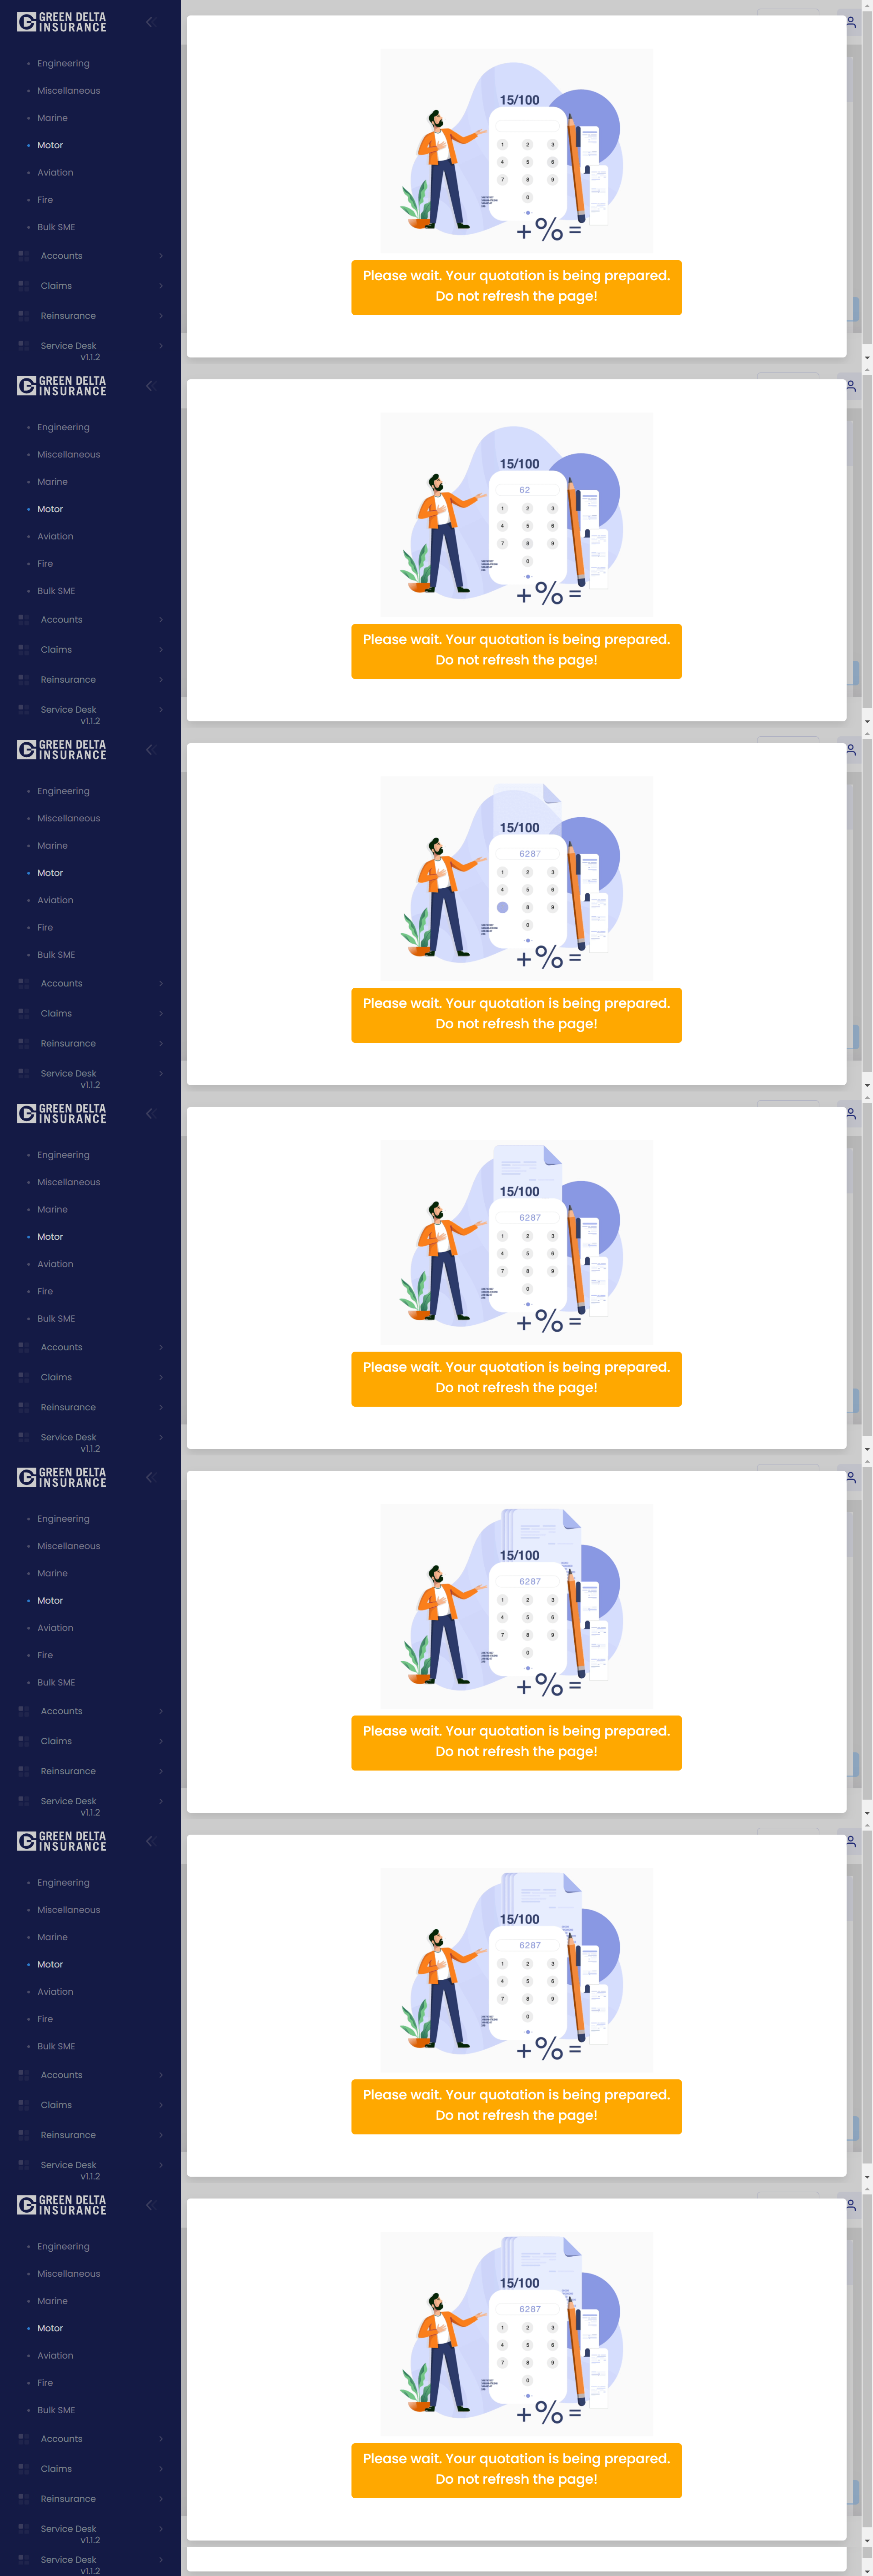 GREEN DELTA
INSURANCE
Engineering
Miscellaneous
Marine
Motor
Aviation
Fire
Bulk SME
Accounts
Claims
Reinsurance
Service Desk
v1.1.2
15/100
1 2 3
4 5 6
7 8 9
0
+%=
Please wait. Your quotation is being prepared.
Do not refresh the page!
GREEN DELTA
INSURANCE
Engineering
Miscellaneous
Marine
Motor
Aviation
Fire
Bulk SME
Accounts
Claims
Reinsurance
Service Desk
v1.1.2
15/100
62
1 2 3
4 5 6
7 8 9
0
+%=
Please wait. Your quotation is being prepared.
Do not refresh the page!
GREEN DELTA
INSURANCE
Engineering
Miscellaneous
Marine
Motor
Aviation
Fire
Bulk SME
Accounts
Claims
Reinsurance
Service Desk
v1.1.2
15/100
6287
1 2 3
4 5 6
8 9
0
+%=
Please wait. Your quotation is being prepared.
Do not refresh the page!
GREEN DELTA
INSURANCE
Engineering
Miscellaneous
Marine
Motor
Aviation
Fire
Bulk SME
Accounts
Claims
Reinsurance
Service Desk
v1.1.2
15/100
6287
1 2 3
4 5 6
7 8 9
0
+%=
Please wait. Your quotation is being prepared.
Do not refresh the page!
GREEN DELTA
INSURANCE
Engineering
Miscellaneous
Marine
Motor
Aviation
Fire
Bulk SME
Accounts
Claims
Reinsurance
Service Desk
v1.1.2
15/100
6287
1 2 3
4 5 6
7 8 9
0
+%=
Please wait. Your quotation is being prepared.
Do not refresh the page!
GREEN DELTA
INSURANCE
Engineering
Miscellaneous
Marine
Motor
Aviation
Fire
Bulk SME
Accounts
Claims
Reinsurance
Service Desk
v1.1.2
15/100
6287
1 2 3
4 5 6
7 8 9
0
+%=
Please wait. Your quotation is being prepared.
Do not refresh the page!
GREEN DELTA
INSURANCE
Engineering
Miscellaneous
Marine
Motor
Aviation
Fire
Bulk SME
Accounts
Claims
Reinsurance
Service Desk
v1.1.2
15/100
6287
1 2 3
4 5 6
7 8 9
0
+%=
Please wait. Your quotation is being prepared.
Do not refresh the page!
Service Desk
v1.1.2